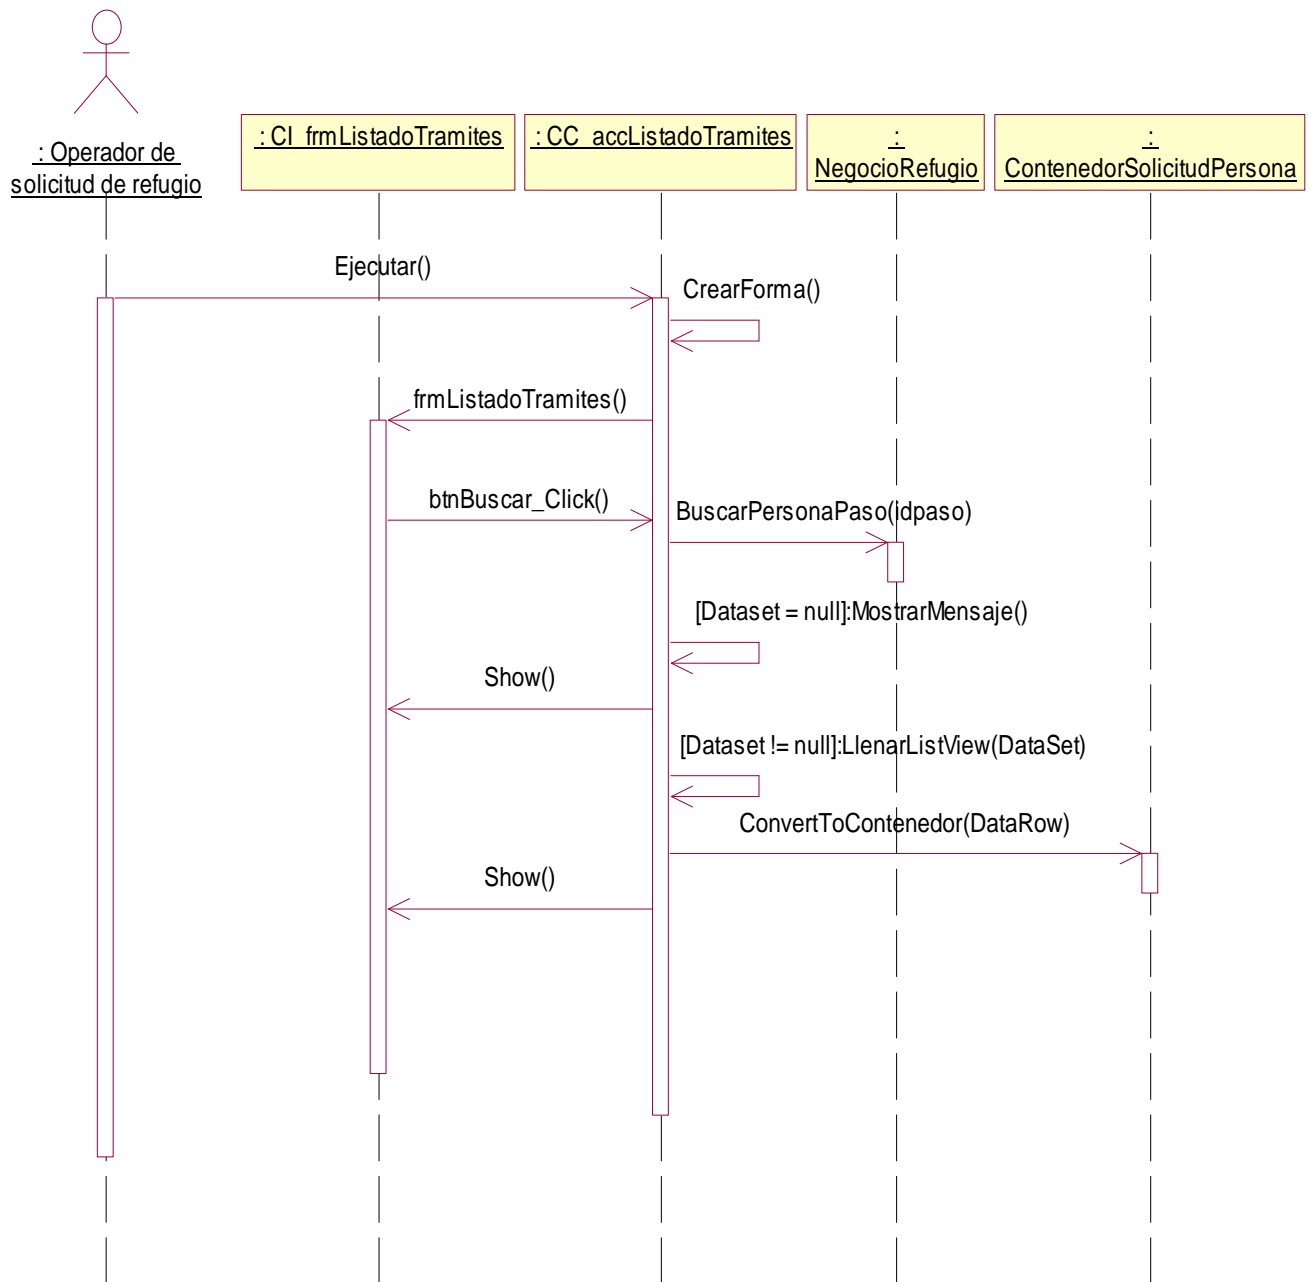 : Operador de
solicitud de refugio
: CI_frmListadoTramites
: CC_accListadoTramites
:
NegocioRefugio
:
ContenedorSolicitudPersona
Ejecutar()
CrearForma()
frmListadoTramites()
btnBuscar_Click()
BuscarPersonaPaso(idpaso)
[Dataset = null]:MostrarMensaje()
Show()
[Dataset != null]:LlenarListView(DataSet)
ConvertToContenedor(DataRow)
Show()